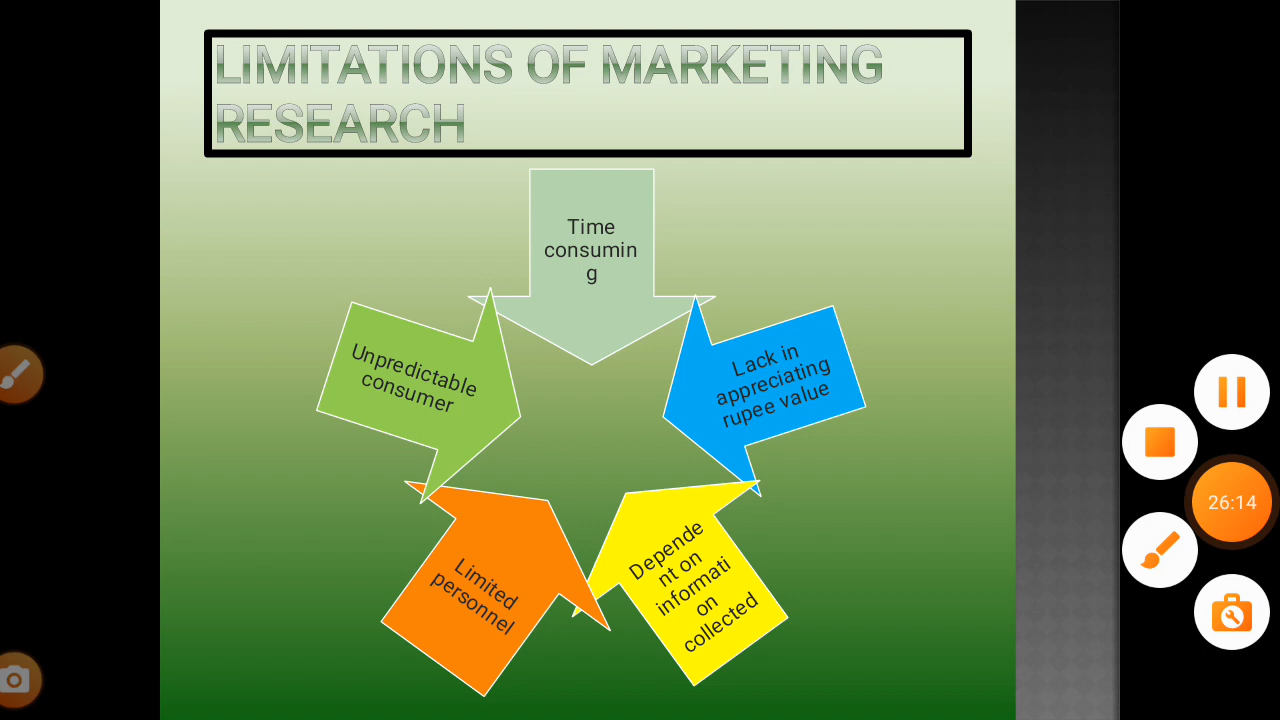 LIMITATIONS OF MARKETING
RESEARCH
Time
consumin
g
Lack in
appreciating
rupee value
Depende
nt on
informati
on
collected
Limited
personnel
Unpredictable
consumer
26:14